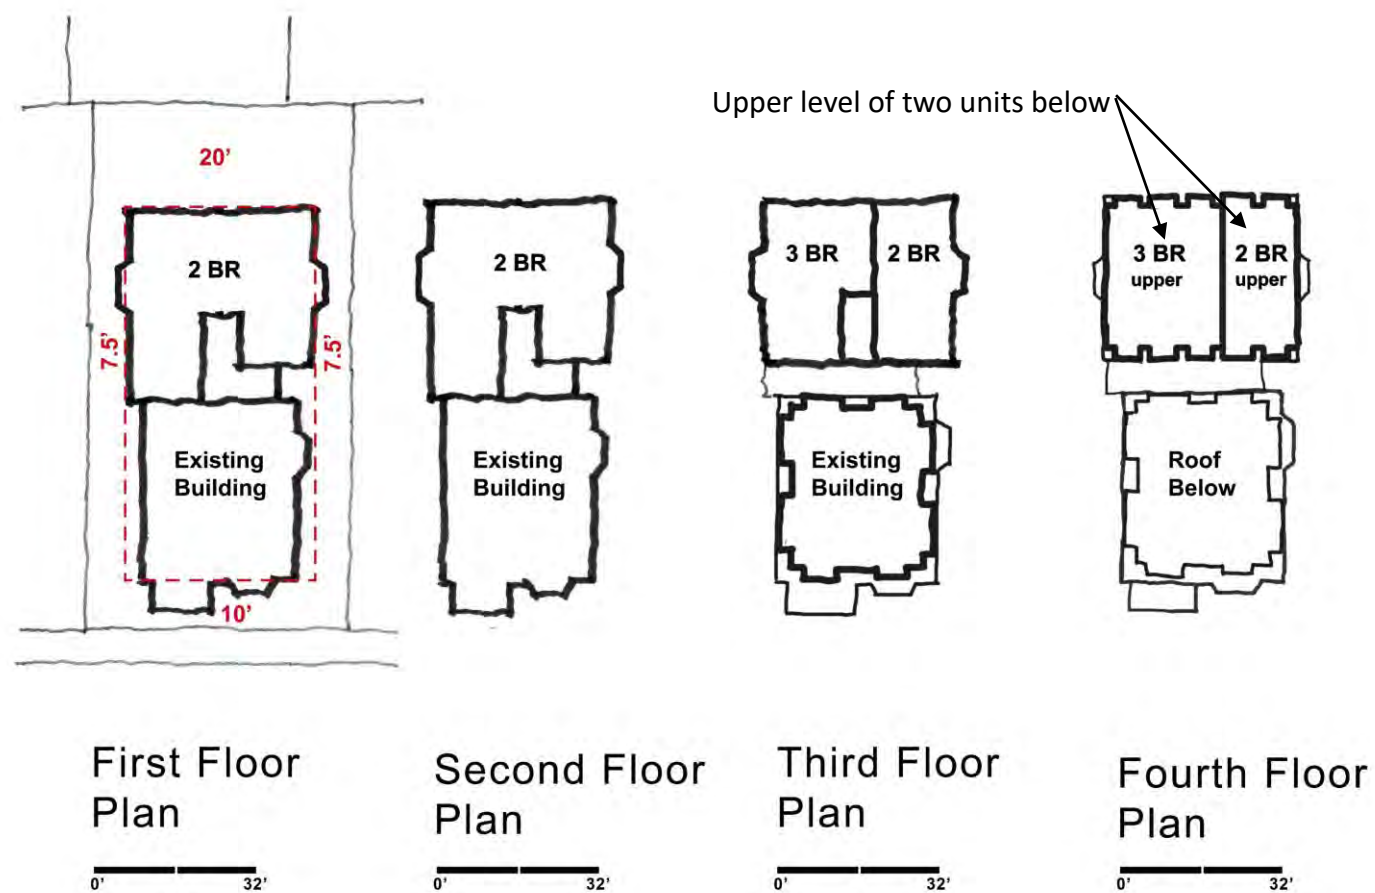 Upper level of two units below
20’
2 BR
7.5’
7.5’
Existing
Building
10’
2 BR
Existing
Building
3 BR
2 BR
Existing
Building
3 BR
upper
2 BR
upper
Roof
Below
First Floor
Plan
0’ 32’
Second Floor
Plan
0’ 32’
Third Floor
Plan
0’ 32’
Fourth Floor
Plan
0’ 32’